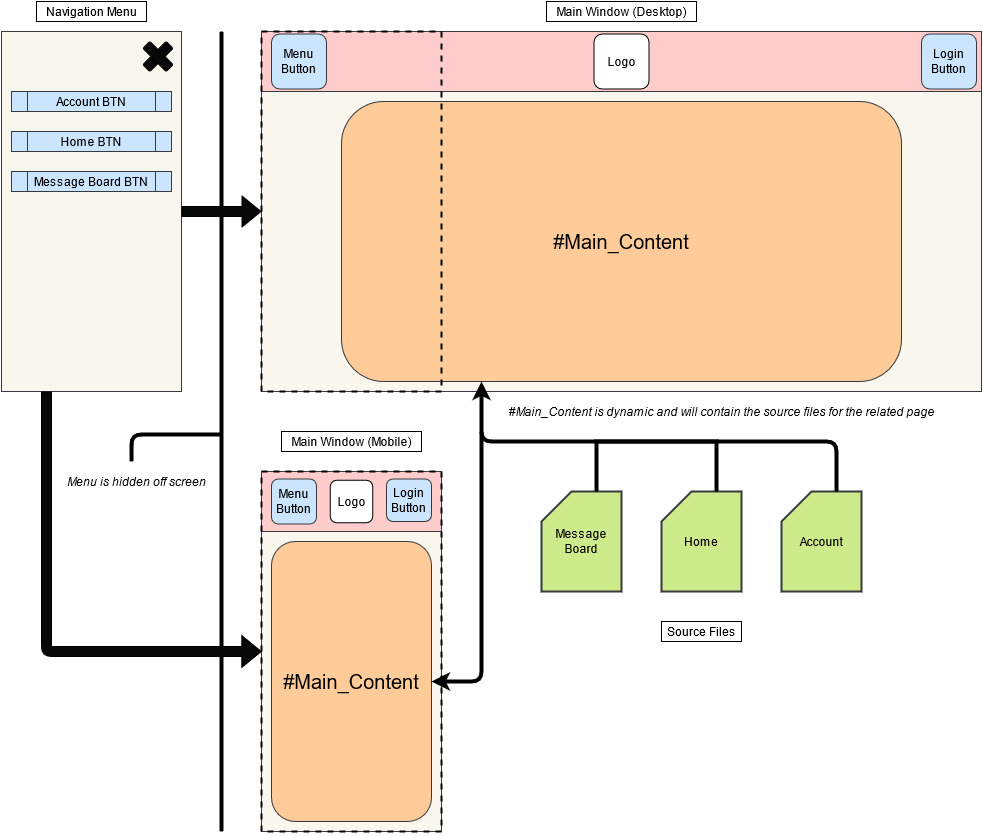 Navigation Menu
Main Window (Desktop)
Menu
Button
Logo
Login
Button
Account BTN
Home BTN
Message Board BTN
#Main_Content
#Main_Content is dynamic and will contain the source files for the related page
Main Window (Mobile)
Menu is hidden off screen
Menu
Button
Logo
Login
Button
Message
Board
Home
Account
Source Files
#Main_Content